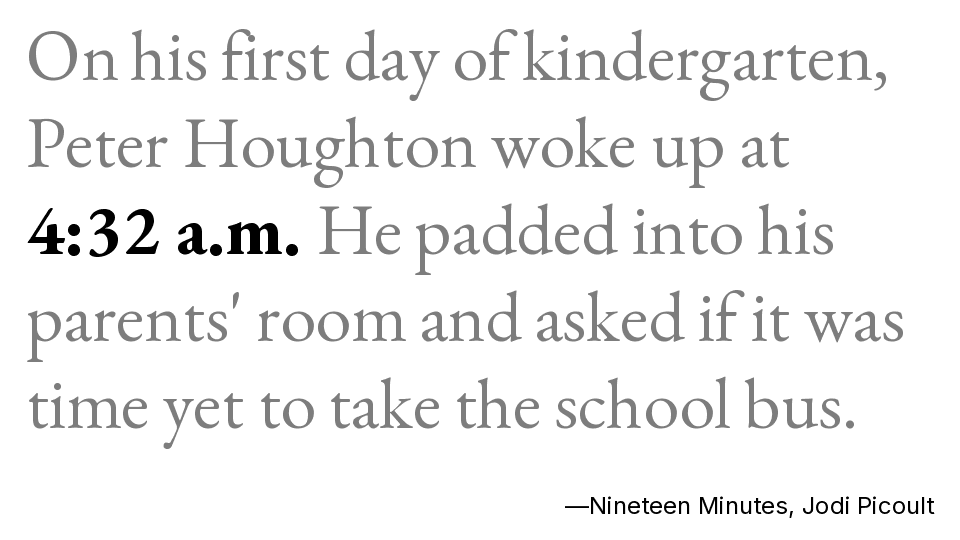 On his first day of kindergarten,
Peter Houghton woke up at
4:32 a.m. He padded into his
parents' room and asked if it was
time yet to take the school bus.
—Nineteen Minutes, Jodi Picoult